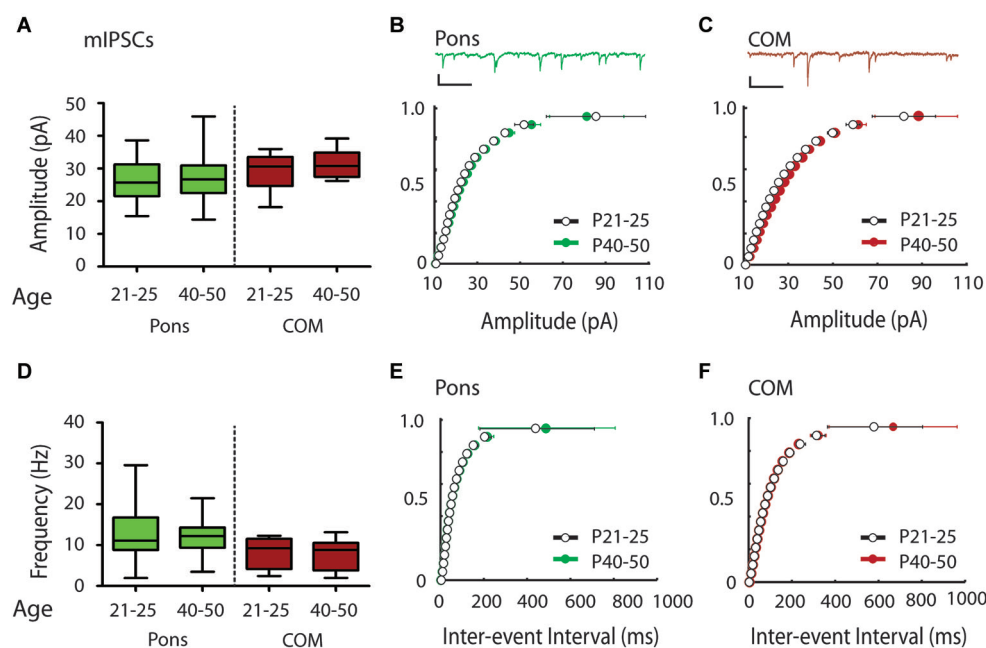 A
mIPSCs
Amplitude (pA)
50
40
30
20
10
0
Age
21-25
40-50
21-25
40-50
Pons
COM
B
Pons
1.0
0.5
0
P21-25
P40-50
10
30
50
70
90
110
Amplitude (pA)
C
COM
1.0
0.5
0
P21-25
P40-50
10
30
50
70
90
110
Amplitude (pA)
D
Frequency (Hz)
40
30
20
10
0
Age
21-25
40-50
21-25
40-50
Pons
COM
E
Pons
1.0
0.5
0
P21-25
P40-50
0
200
400
600
800
1000
Inter-event Interval (ms)
F
COM
1.0
0.5
0
P21-25
P40-50
0
200
400
600
800
1000
Inter-event Interval (ms)